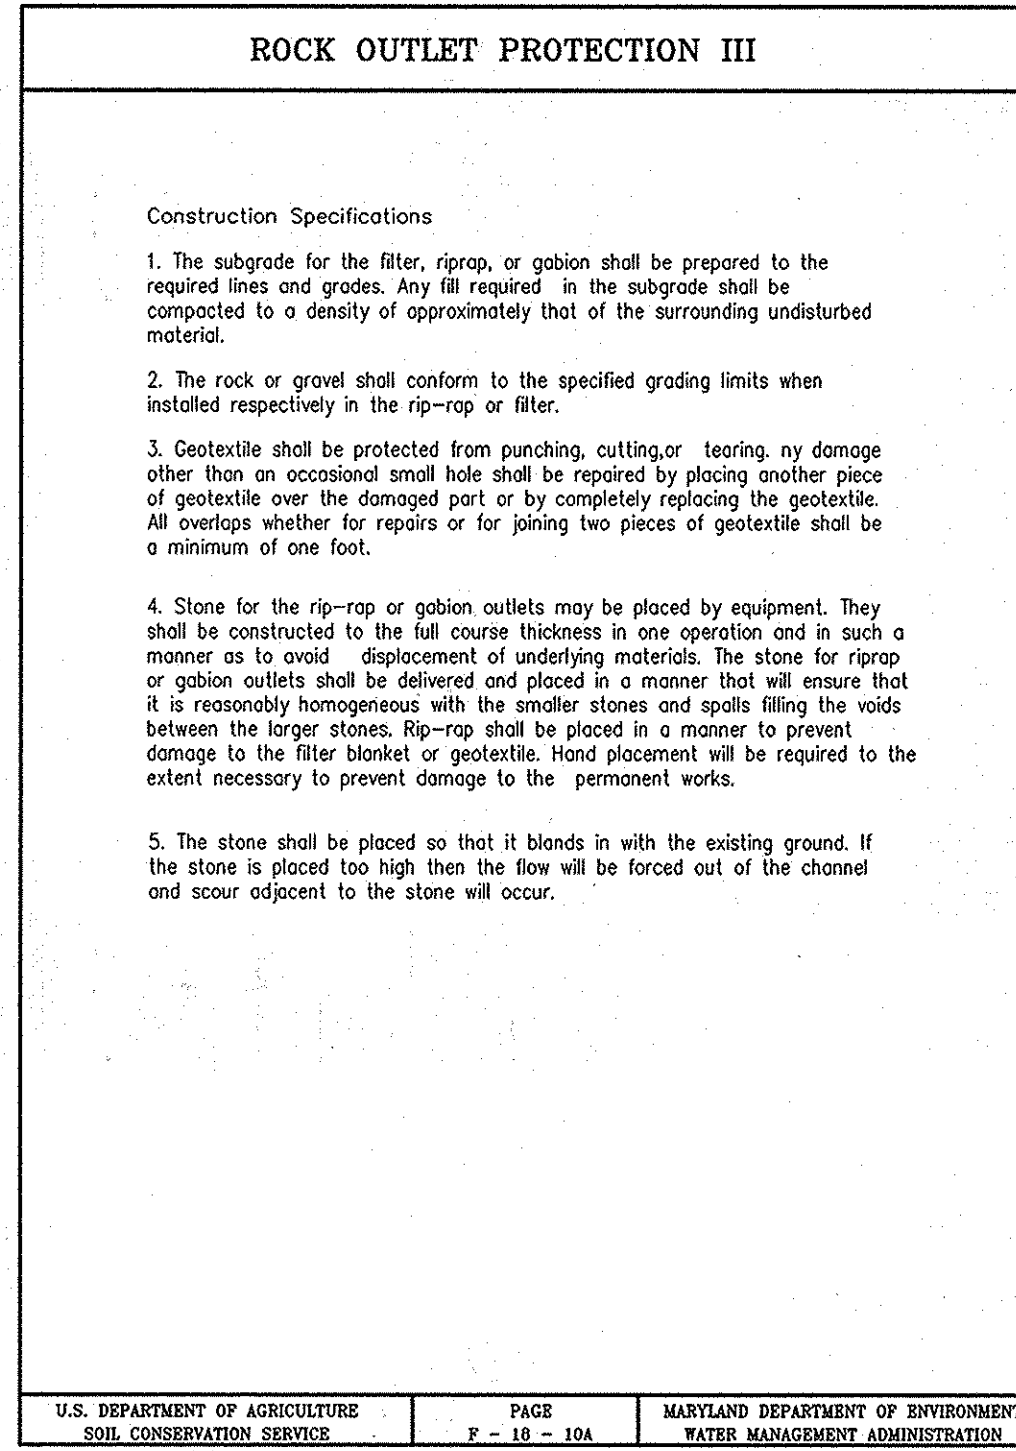 ROCK OUTLET PROTECTION III
Construction Specifications
1. The subgrade for the filter, riprap, or gabion shall be prepared to the
required lines and grades. Any fill required in the subgrade shall be
compacted to a density of approximately that of the surrounding undisturbed
material.
2. The rock or gravel shall conform to the specified grading limits when
installed respectively in the rip-rap or filter.
3. Geotextile shall be protected from punching, cutting,or tearing. ny damage
other than an occasional small hole shall be repaired by placing another piece
of geotextile over the damaged part or by completely replacing the geotextile.
All overlaps whether for repairs or for joining two pieces of geotextile shall be
a minimum of one foot.
4. Stone for the rip-rap or gabion outlets may be placed by equipment. They
shall be constructed to the full course thickness in one operation and in such a
manner as to avoid displacement of underlying materials. The stone for riprap
or gabion outlets shall be delivered and placed in a manner that will ensure that
it is reasonably homogeneous with the smaller stones and spalls filling the voids
between the larger stones. Rip-rap shall be placed in a manner to prevent
damage to the filter blanket or geotextile. Hand placement will be required to the
extent necessary to prevent damage to the permanent works.
5. The stone shall be placed so that it blands in with the existing ground. If
the stone is placed too high then the flow will be forced out of the channel
and scour adjacent to the stone will occur.
U.S. DEPARTMENT OF AGRICULTURE
SOIL CONSERVATION SERVICE
PAGE
F - 18 - 10A
MARYLAND DEPARTMENT OF ENVIRONMENT
WATER MANAGEMENT ADMINISTRATION